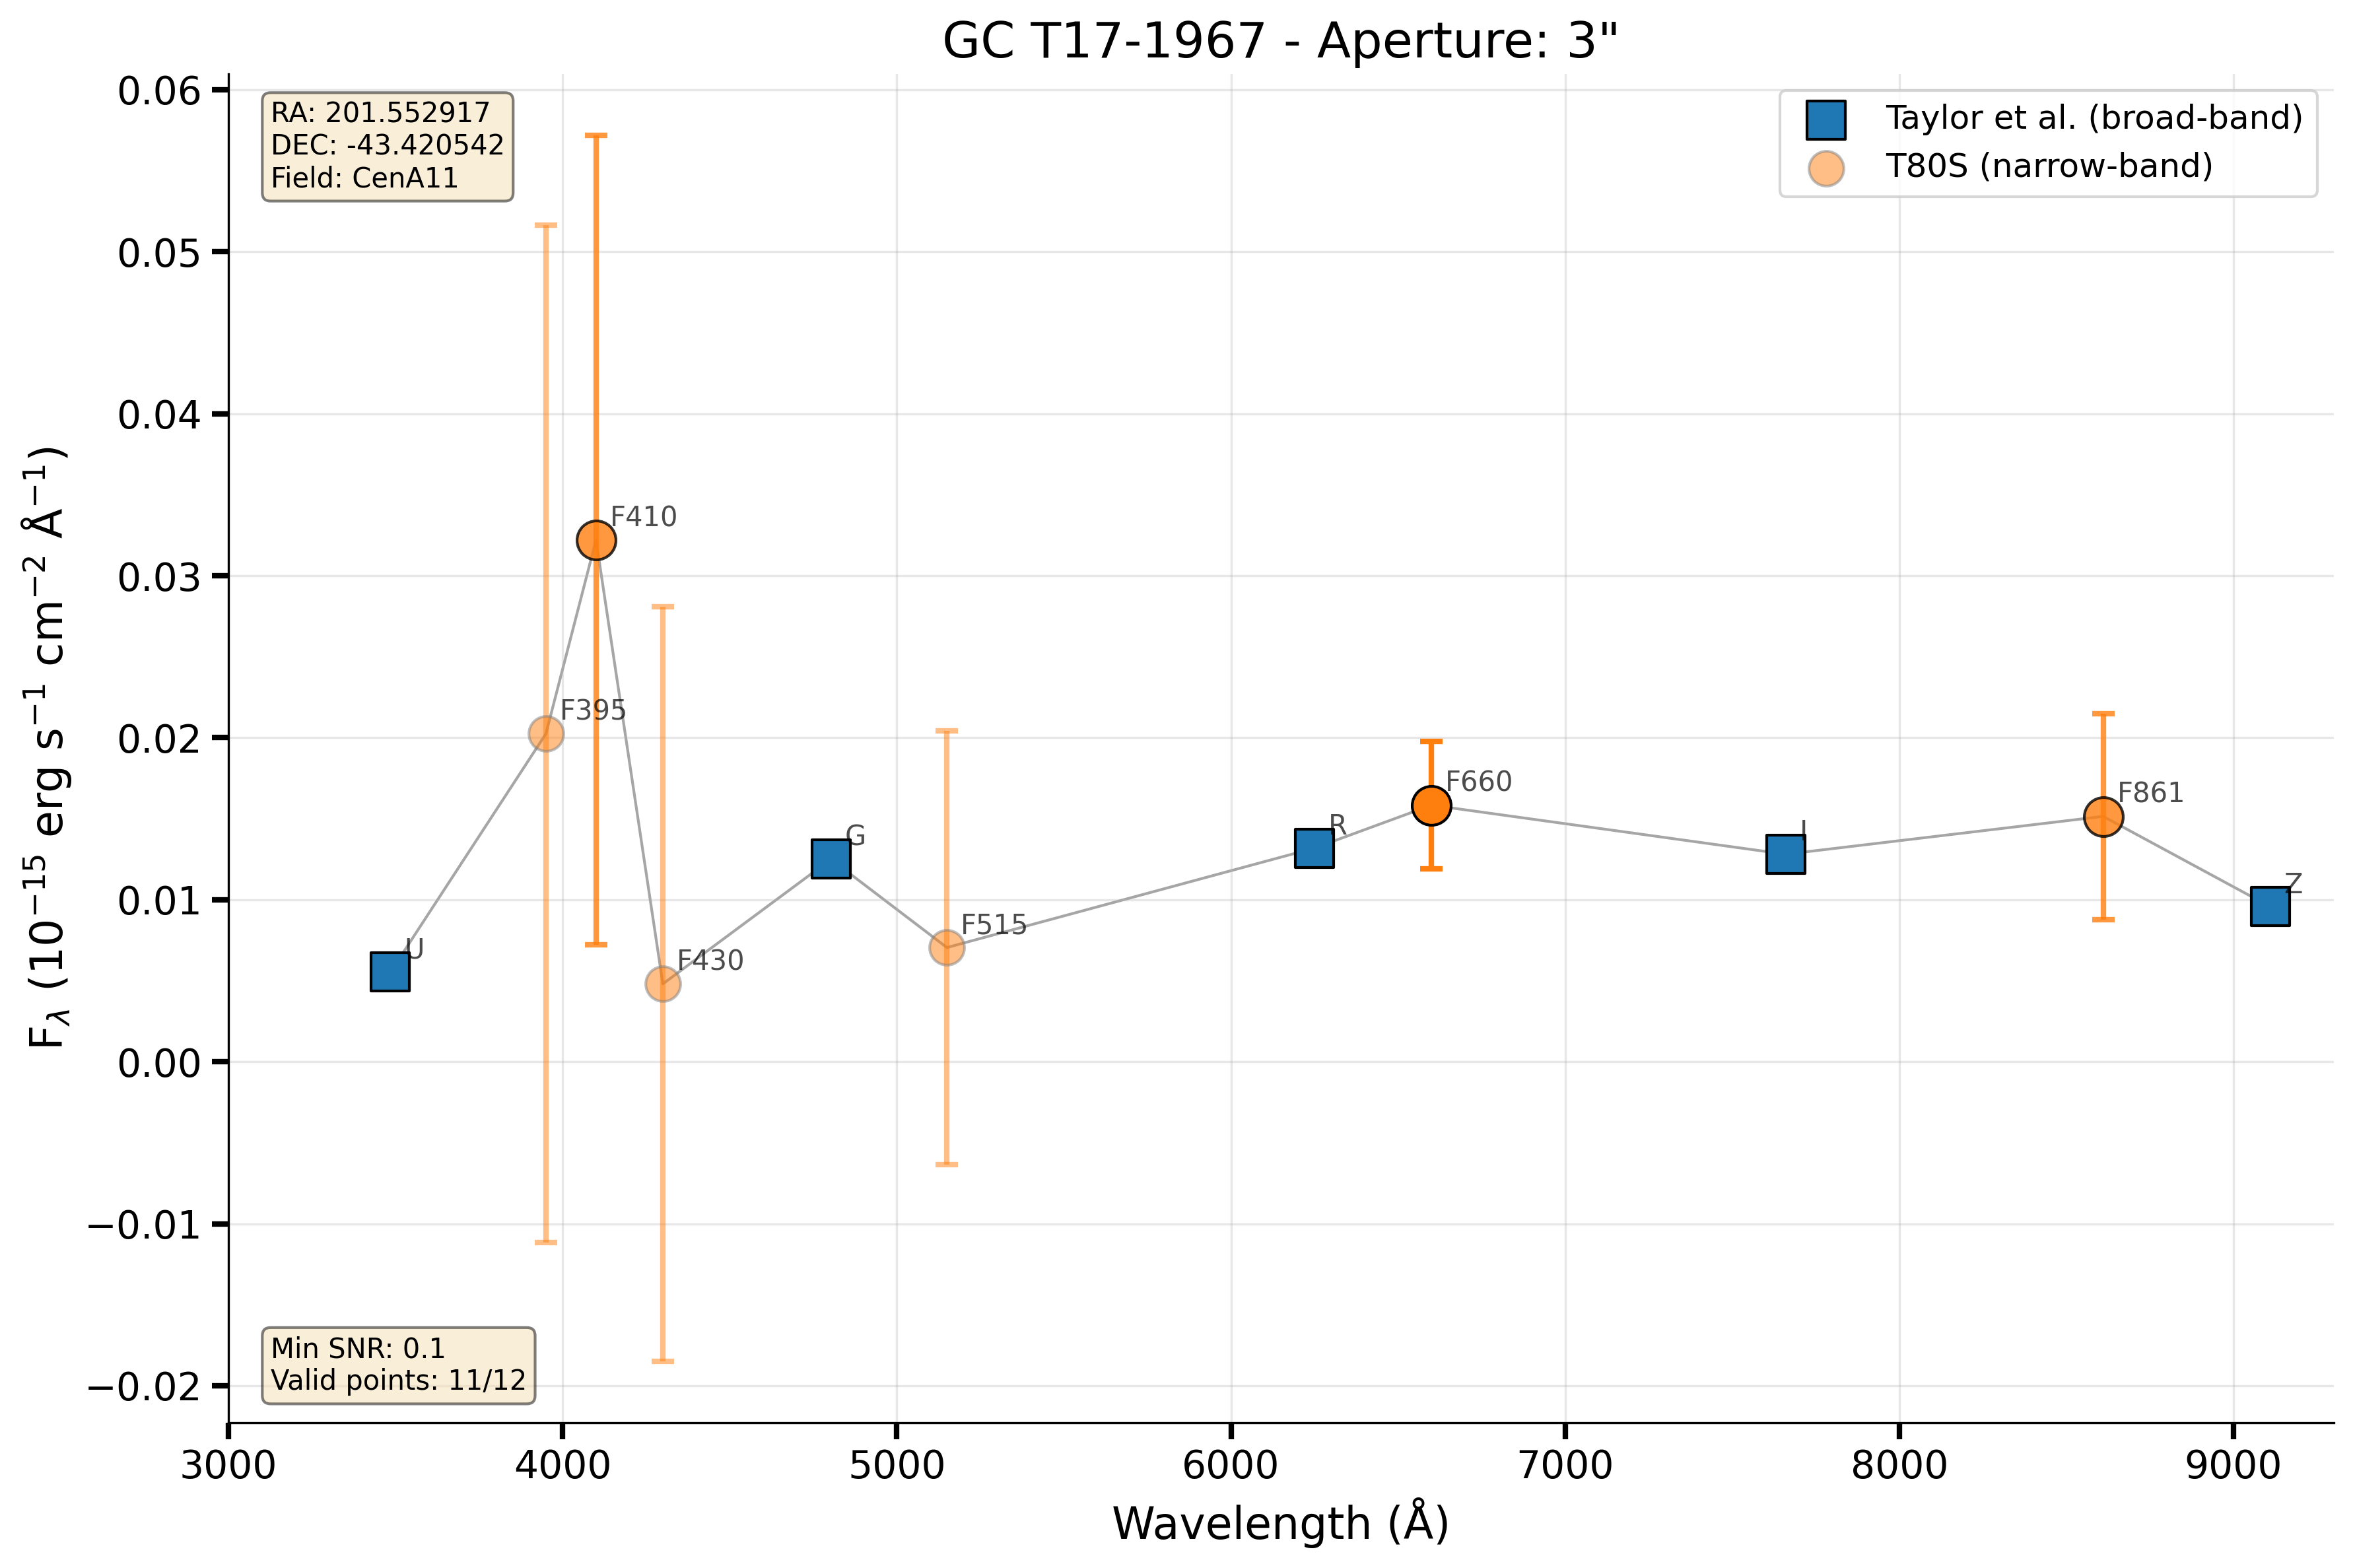 GC T17-1967 - Aperture: 3"
RA: 201.552917
DEC: -43.420542
Field: CenA11
Taylor et al. (broad-band)
T80S (narrow-band)
F_λ (10⁻¹⁵ erg s⁻¹ cm⁻² Å⁻¹)
0.06
0.05
0.04
0.03
0.02
0.01
0.00
−0.01
−0.02
U
F395
F410
F430
G
F515
R
F660
I
F861
Z
Min SNR: 0.1
Valid points: 11/12
3000
4000
5000
6000
7000
8000
9000
Wavelength (Å)